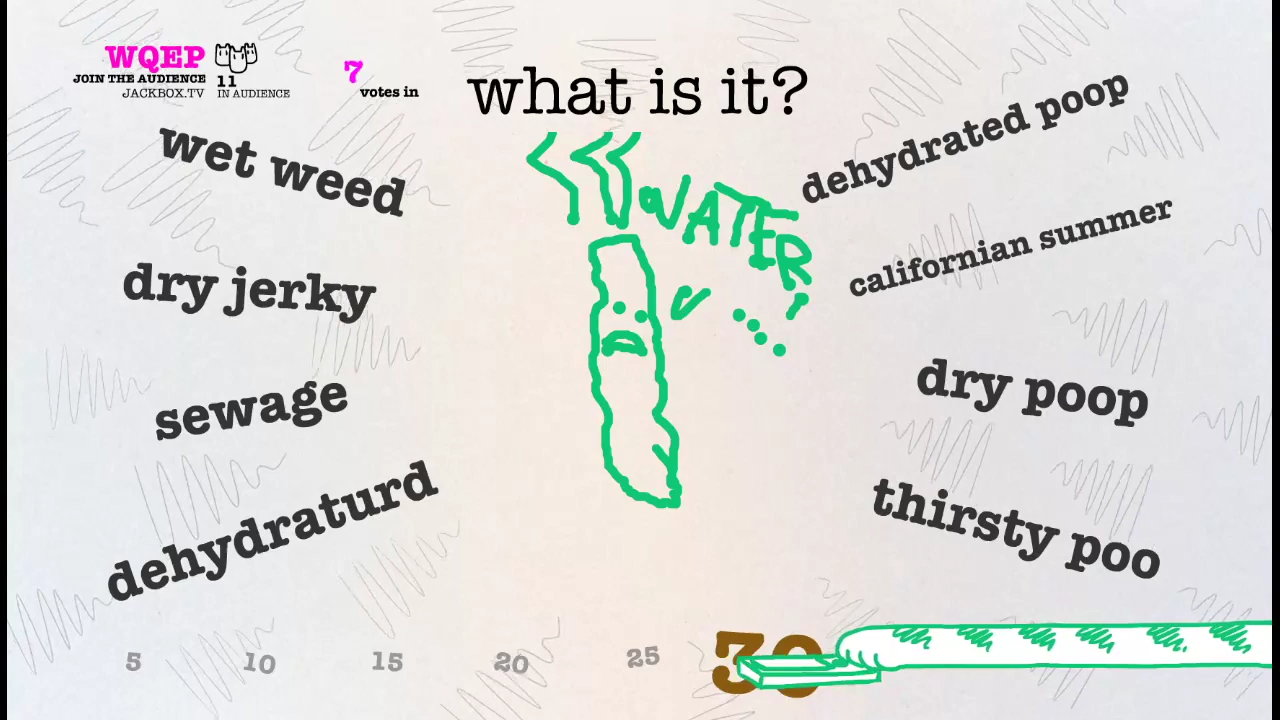 WQEP
JOIN THE AUDIENCE
JACKBOX.TV
11
IN AUDIENCE
7
votes in
what is it?
wet weed
dry jerky
sewage
dehydraturd
WATER
dehydrated poop
californian summer
dry poop
thirsty poo
5 10 15 20 25 30